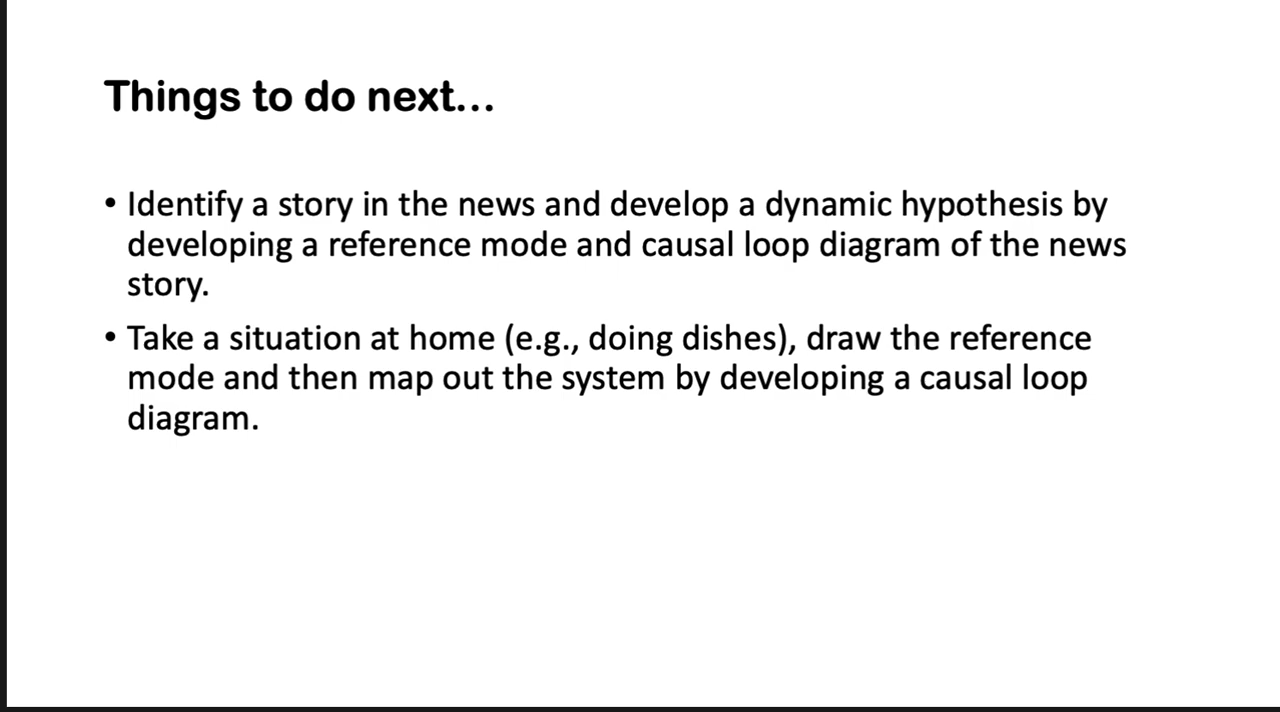 Things to do next...
• Identify a story in the news and develop a dynamic hypothesis by
developing a reference mode and causal loop diagram of the news
story.
• Take a situation at home (e.g., doing dishes), draw the reference
mode and then map out the system by developing a causal loop
diagram.